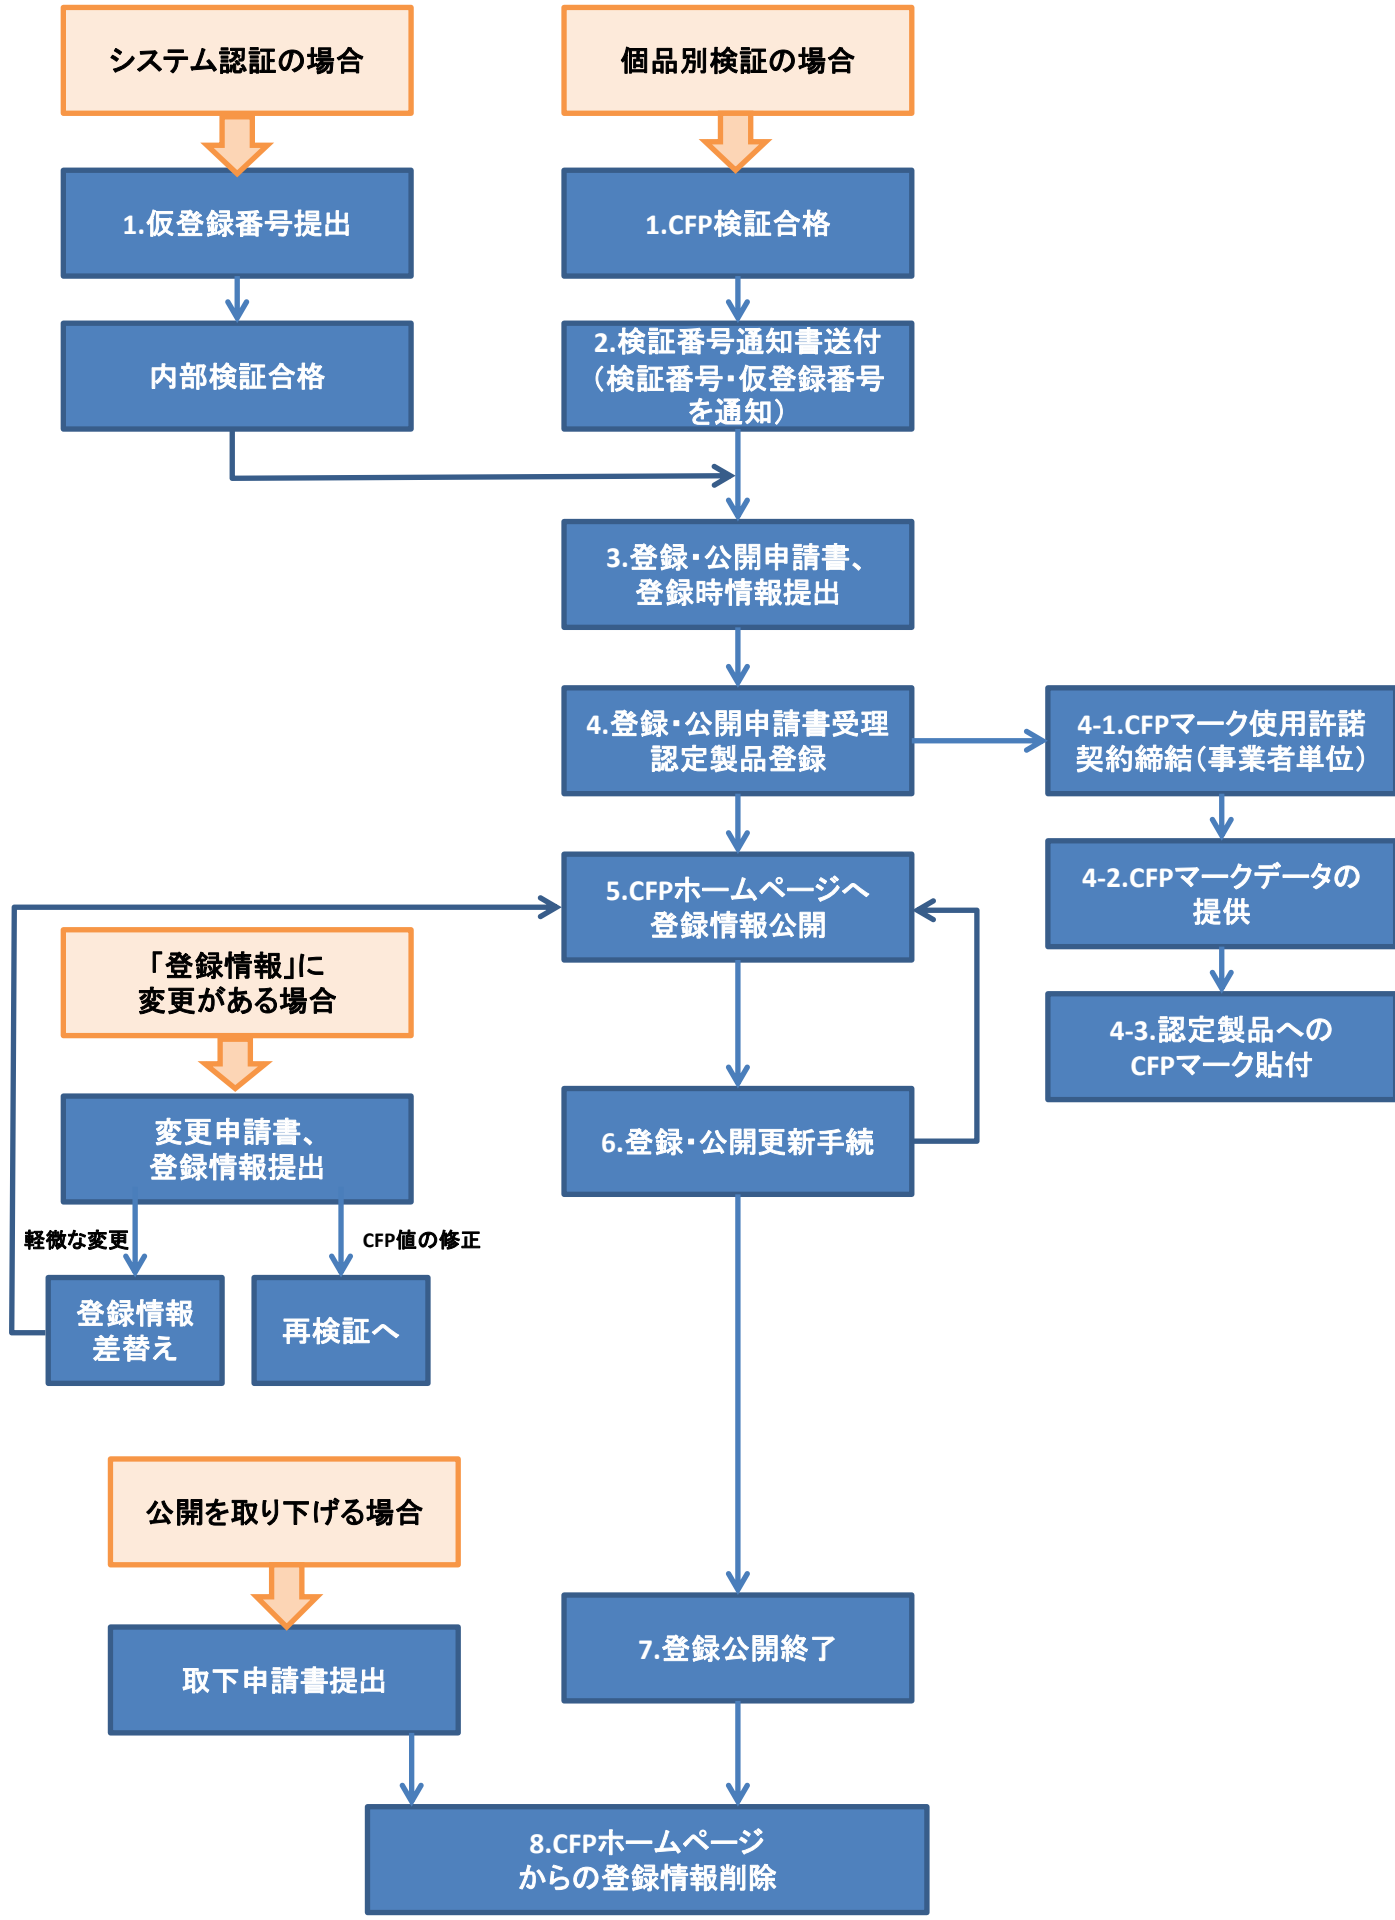 システム認証の場合
個品別検証の場合
1.仮登録番号提出
1.CFP検証合格
内部検証合格
2.検証番号通知書送付
（検証番号・仮登録番号
を通知）
3.登録・公開申請書、
登録時情報提出
4.登録・公開申請書受理
認定製品登録
4-1.CFPマーク使用許諾
契約締結（事業者単位）
4-2.CFPマークデータの
提供
4-3.認定製品への
CFPマーク貼付
5.CFPホームページへ
登録情報公開
「登録情報」に
変更がある場合
変更申請書、
登録情報提出
6.登録・公開更新手続
軽微な変更
CFP値の修正
登録情報
差替え
再検証へ
公開を取り下げる場合
取下申請書提出
7.登録公開終了
8.CFPホームページ
からの登録情報削除